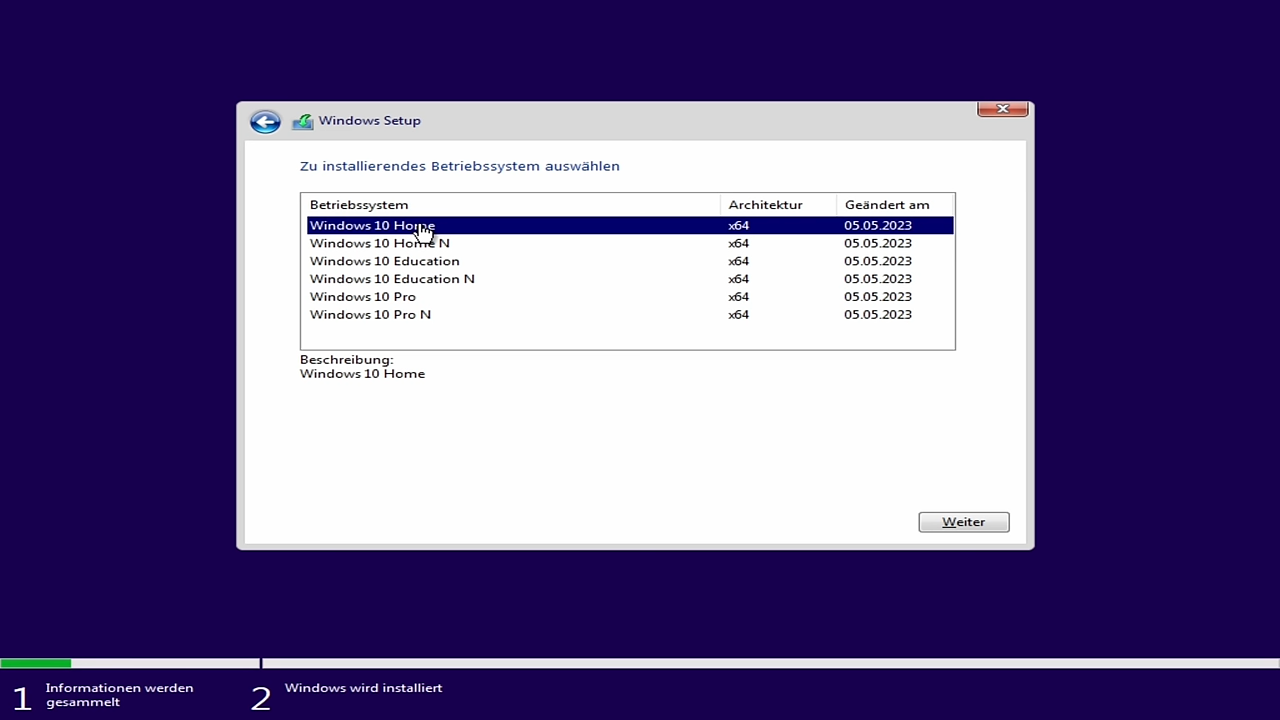 Windows Setup
Zu installierendes Betriebssystem auswählen
Betriebssystem Architektur Geändert am
Windows 10 Home x64 05.05.2023
Windows 10 Home N x64 05.05.2023
Windows 10 Education x64 05.05.2023
Windows 10 Education N x64 05.05.2023
Windows 10 Pro x64 05.05.2023
Windows 10 Pro N x64 05.05.2023
Beschreibung:
Windows 10 Home
Weiter
1 Informationen werden
gesammelt
2 Windows wird installiert